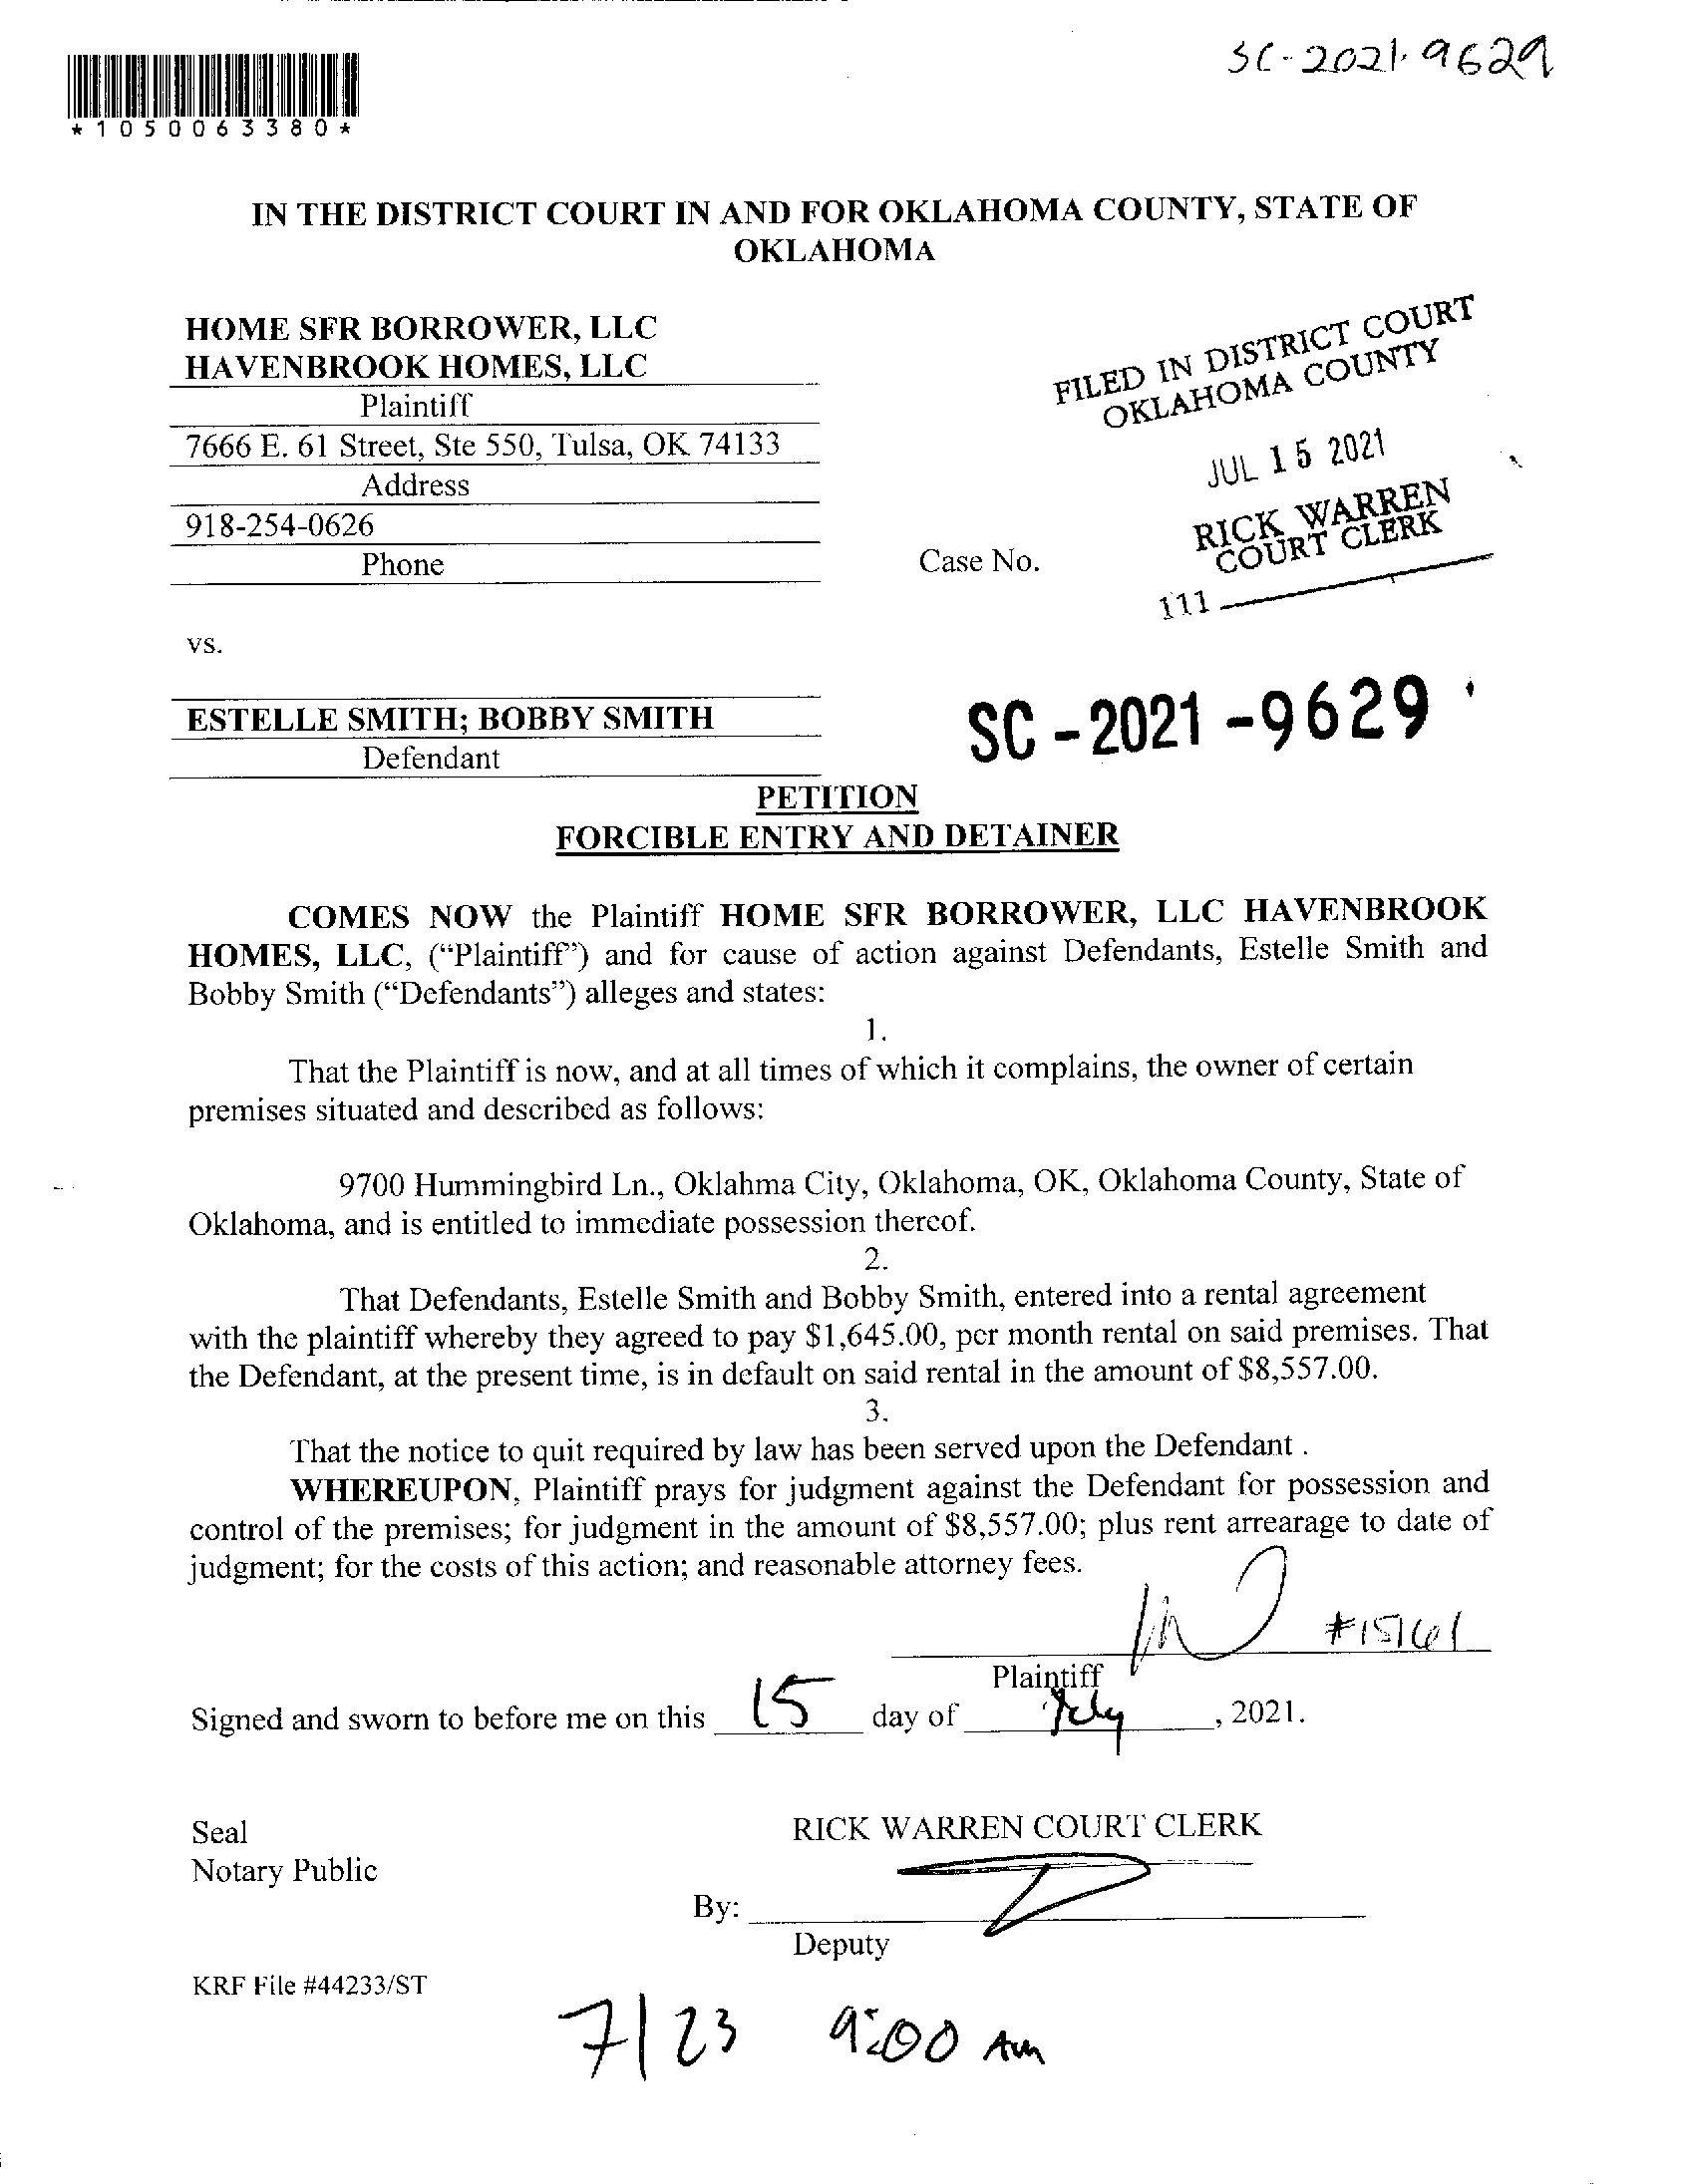 SC-2021-9629
*1050063380*
IN THE DISTRICT COURT IN AND FOR OKLAHOMA COUNTY, STATE OF
OKLAHOMA
HOME SFR BORROWER, LLC
HAVENBROOK HOMES, LLC
Plaintiff
7666 E. 61 Street, Ste 550, Tulsa, OK 74133
Address
918-254-0626
Phone
FILED IN DISTRICT COURT
OKLAHOMA COUNTY
JUL 15 2021
RICK WARREN
COURT CLERK
Case No.
111
vs.
ESTELLE SMITH; BOBBY SMITH
Defendant
SC-2021-9629
PETITION
FORCIBLE ENTRY AND DETAINER
COMES NOW the Plaintiff HOME SFR BORROWER, LLC HAVENBROOK
HOMES, LLC, (“Plaintiff”) and for cause of action against Defendants, Estelle Smith and
Bobby Smith (“Defendants”) alleges and states:
1.
That the Plaintiff is now, and at all times of which it complains, the owner of certain
premises situated and described as follows:
9700 Hummingbird Ln., Oklahma City, Oklahoma, OK, Oklahoma County, State of
Oklahoma, and is entitled to immediate possession thereof.
2.
That Defendants, Estelle Smith and Bobby Smith, entered into a rental agreement
with the plaintiff whereby they agreed to pay $1,645.00, per month rental on said premises. That
the Defendant, at the present time, is in default on said rental in the amount of $8,557.00.
3.
That the notice to quit required by law has been served upon the Defendant .
WHEREUPON, Plaintiff prays for judgment against the Defendant for possession and
control of the premises; for judgment in the amount of $8,557.00; plus rent arrearage to date of
judgment; for the costs of this action; and reasonable attorney fees.
#15161
Plaintiff
Signed and sworn to before me on this 15 day of July, 2021.
Seal
Notary Public
RICK WARREN COURT CLERK
By:
Deputy
KRF File #44233/ST
7/23 9:00 Am